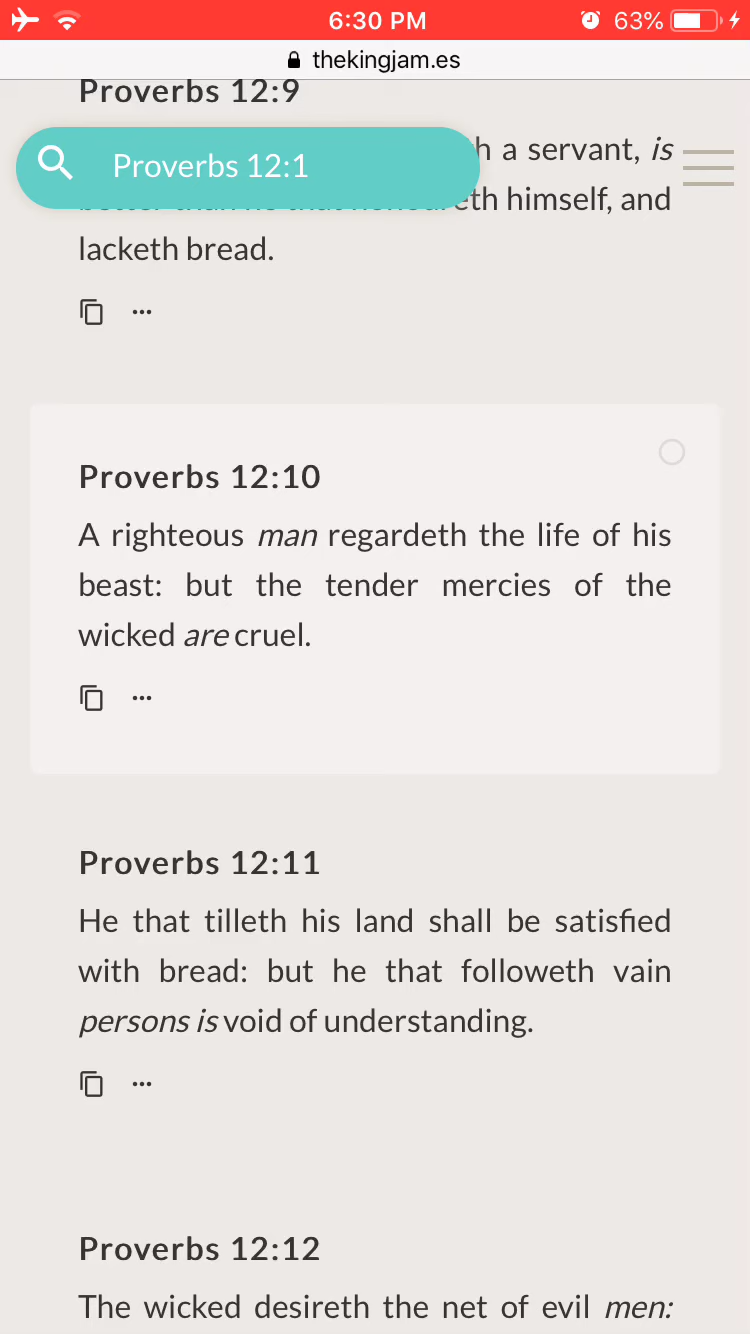 6:30 PM
63%
thekingjam.es
Proverbs 12:9
Proverbs 12:1
a servant, is
himself, and
lacketh bread.
Proverbs 12:10
A righteous man regardeth the life of his
beast: but the tender mercies of the
wicked are cruel.
Proverbs 12:11
He that tilleth his land shall be satisfied
with bread: but he that followeth vain
persons is void of understanding.
Proverbs 12:12
The wicked desireth the net of evil men: